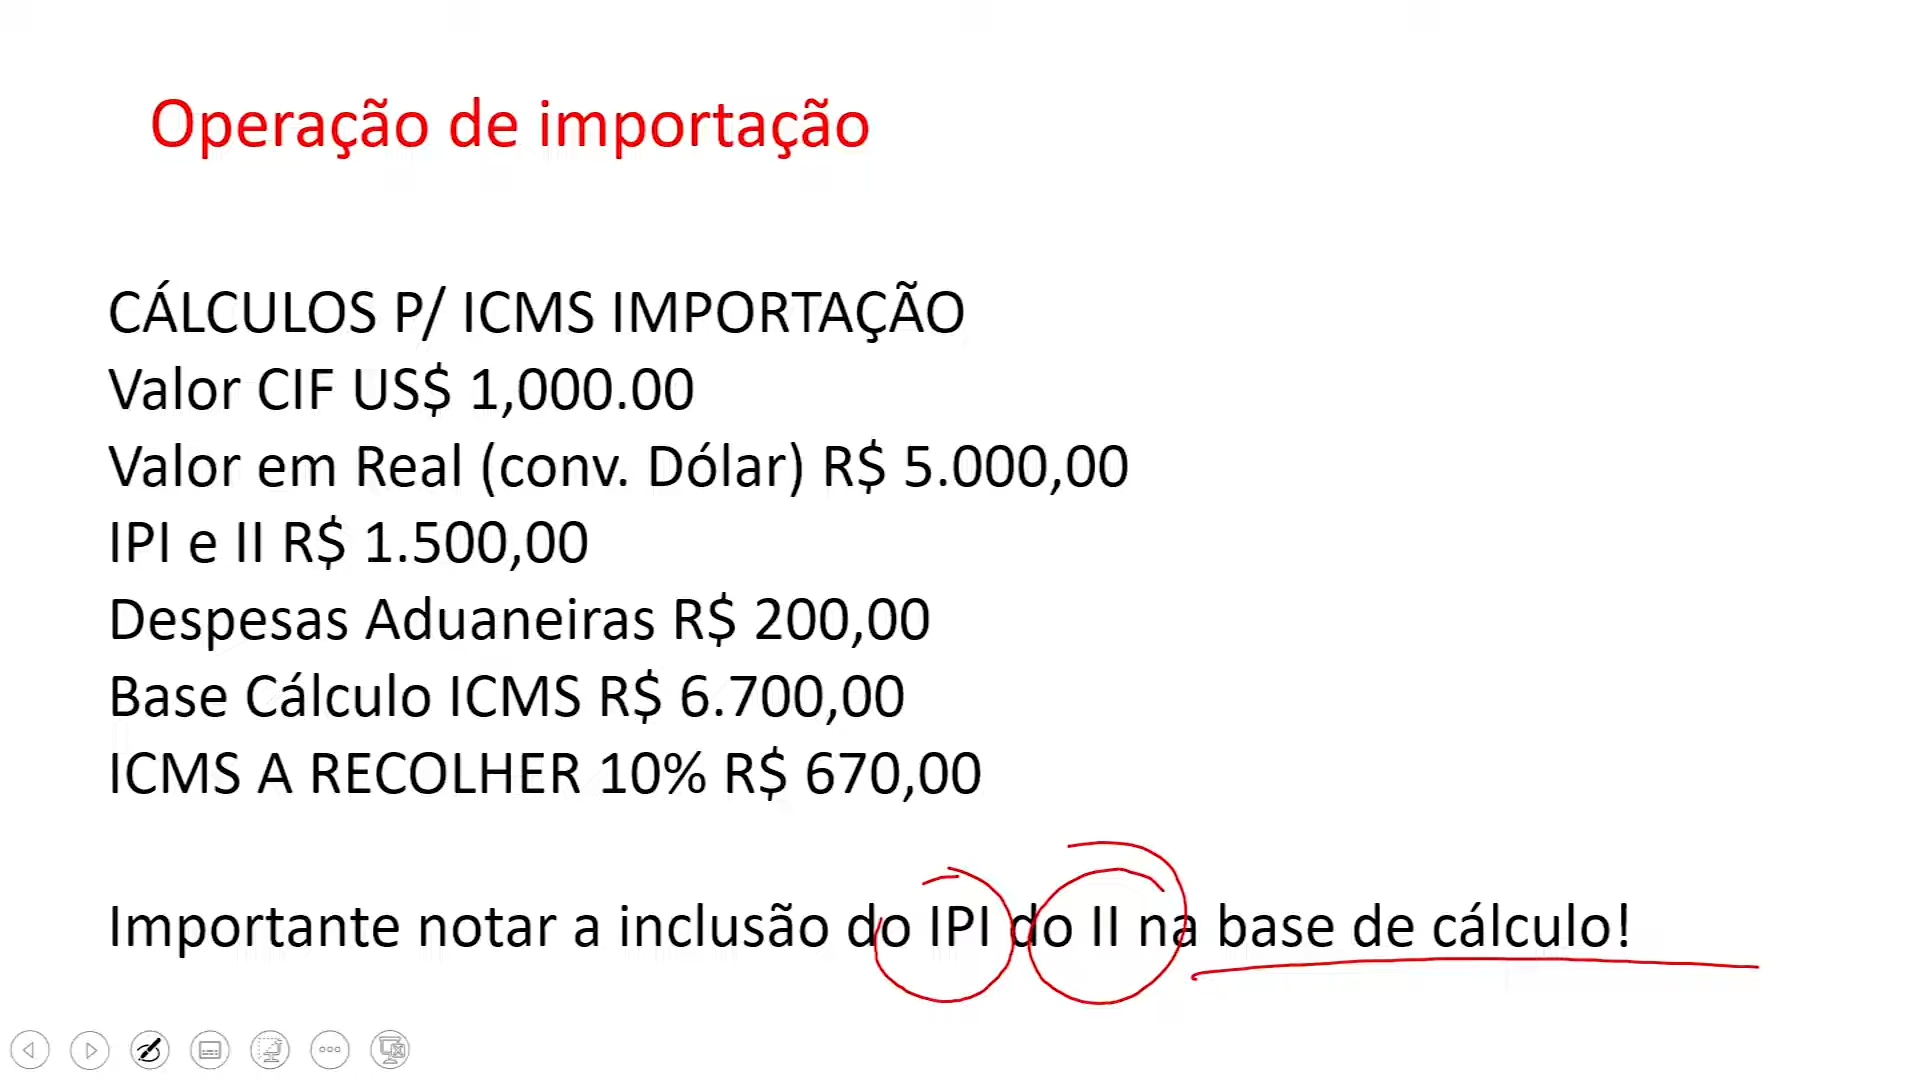 Operação de importação
CÁLCULOS P/ ICMS IMPORTAÇÃO
Valor CIF US$ 1,000.00
Valor em Real (conv. Dólar) R$ 5.000,00
IPI e II R$ 1.500,00
Despesas Aduaneiras R$ 200,00
Base Cálculo ICMS R$ 6.700,00
ICMS A RECOLHER 10% R$ 670,00
Importante notar a inclusão do IPI do II na base de cálculo!